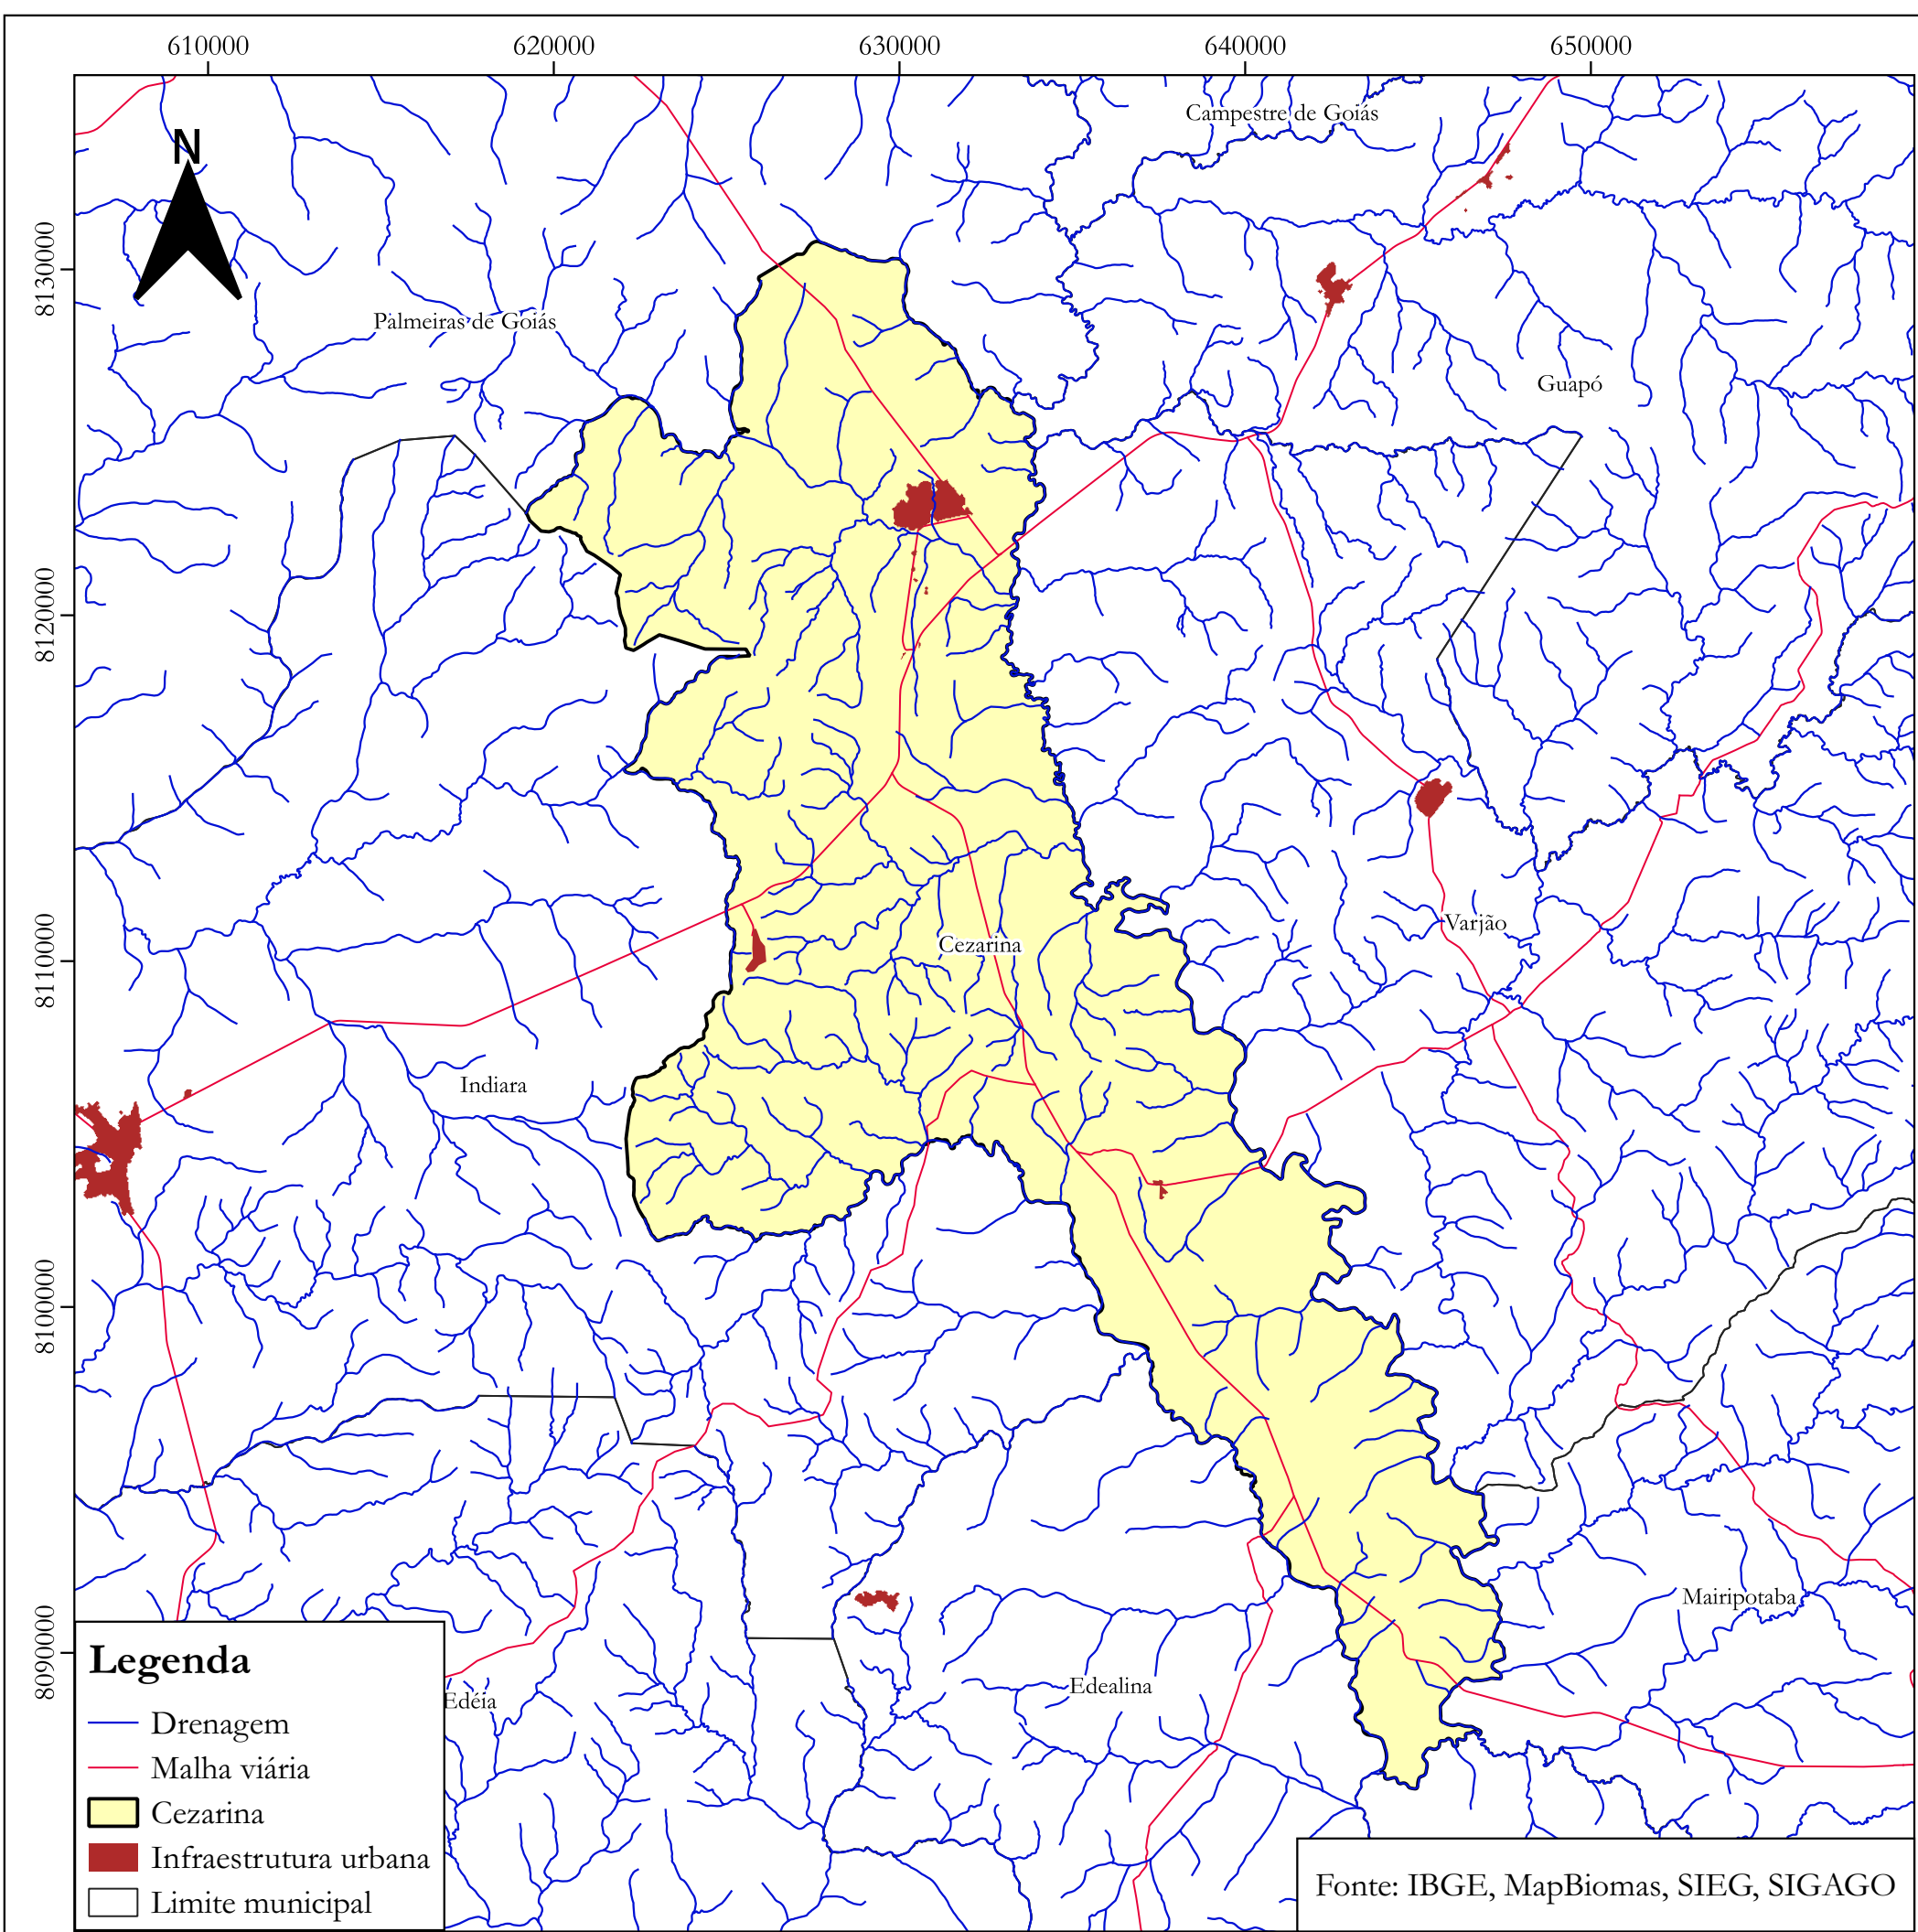 610000 620000 630000 640000 650000
Campestre de Goiás
N
8130000
Palmeiras de Goiás
Guapó
8120000
8110000
Varjão
Cezarina
Indiara
8100000
Mairipotaba
8090000
Edealina
Edéia
Legenda
Drenagem
Malha viária
Cezarina
Infraestrutura urbana
Limite municipal
Fonte: IBGE, MapBiomas, SIEG, SIGAGO